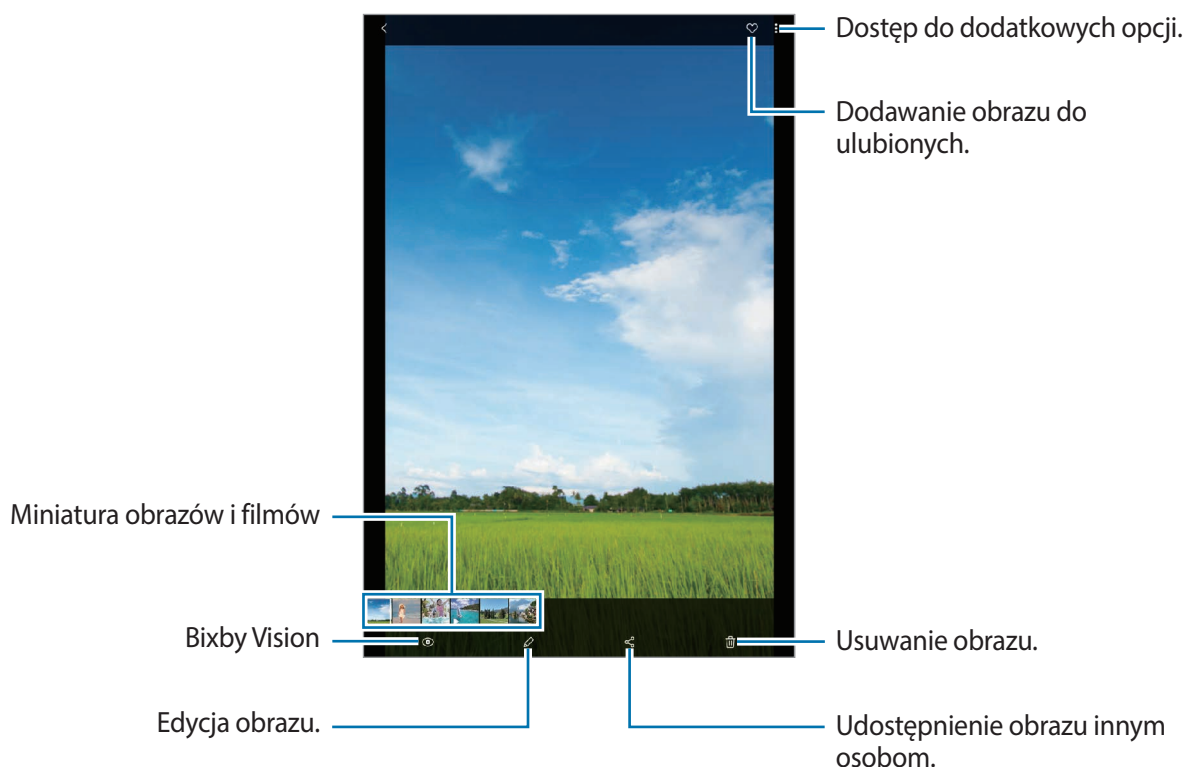 Dostęp do dodatkowych opcji.
Dodawanie obrazu do
ulubionych.
Miniatura obrazów i filmów
Bixby Vision
Usuwanie obrazu.
Edycja obrazu.
Udostępnienie obrazu innym
osobom.